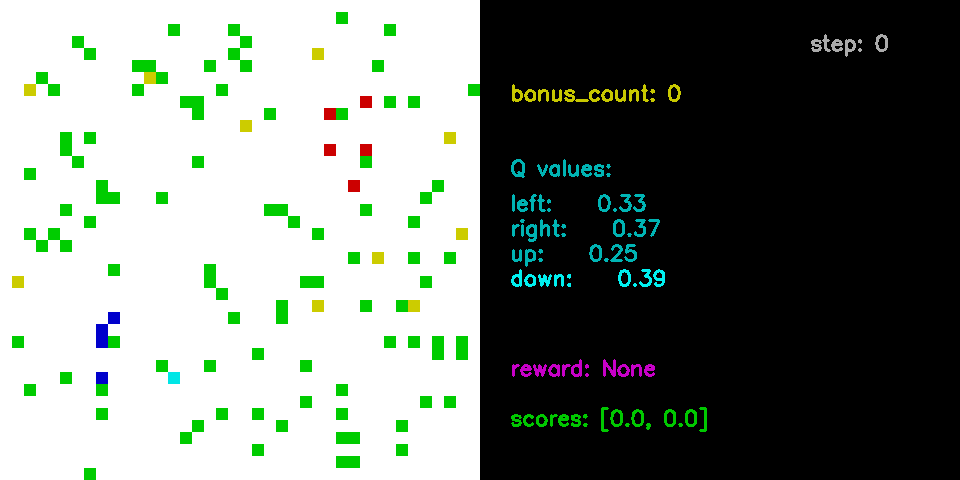 step: 0
bonus_count: 0
Q values:
left: 0.33
right: 0.37
up: 0.25
down: 0.39
reward: None
scores: [0.0, 0.0]